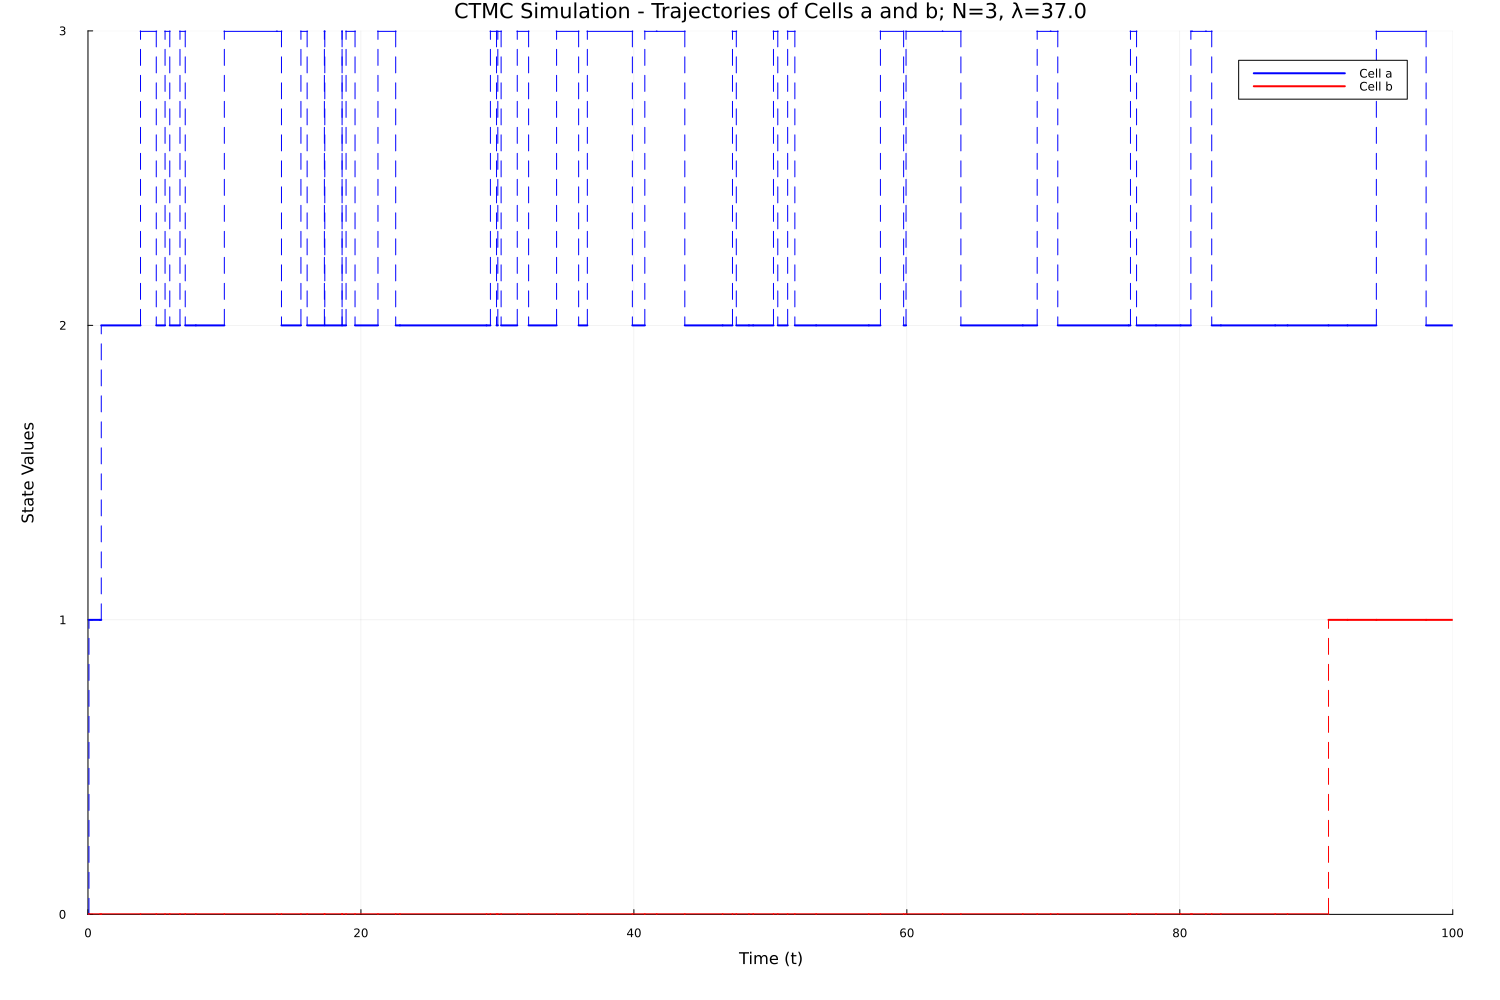 CTMC Simulation - Trajectories of Cells a and b; N=3, λ=37.0
3
Cell a
Cell b
2
State Values
1
0
0 20 40 60 80 100
Time (t)